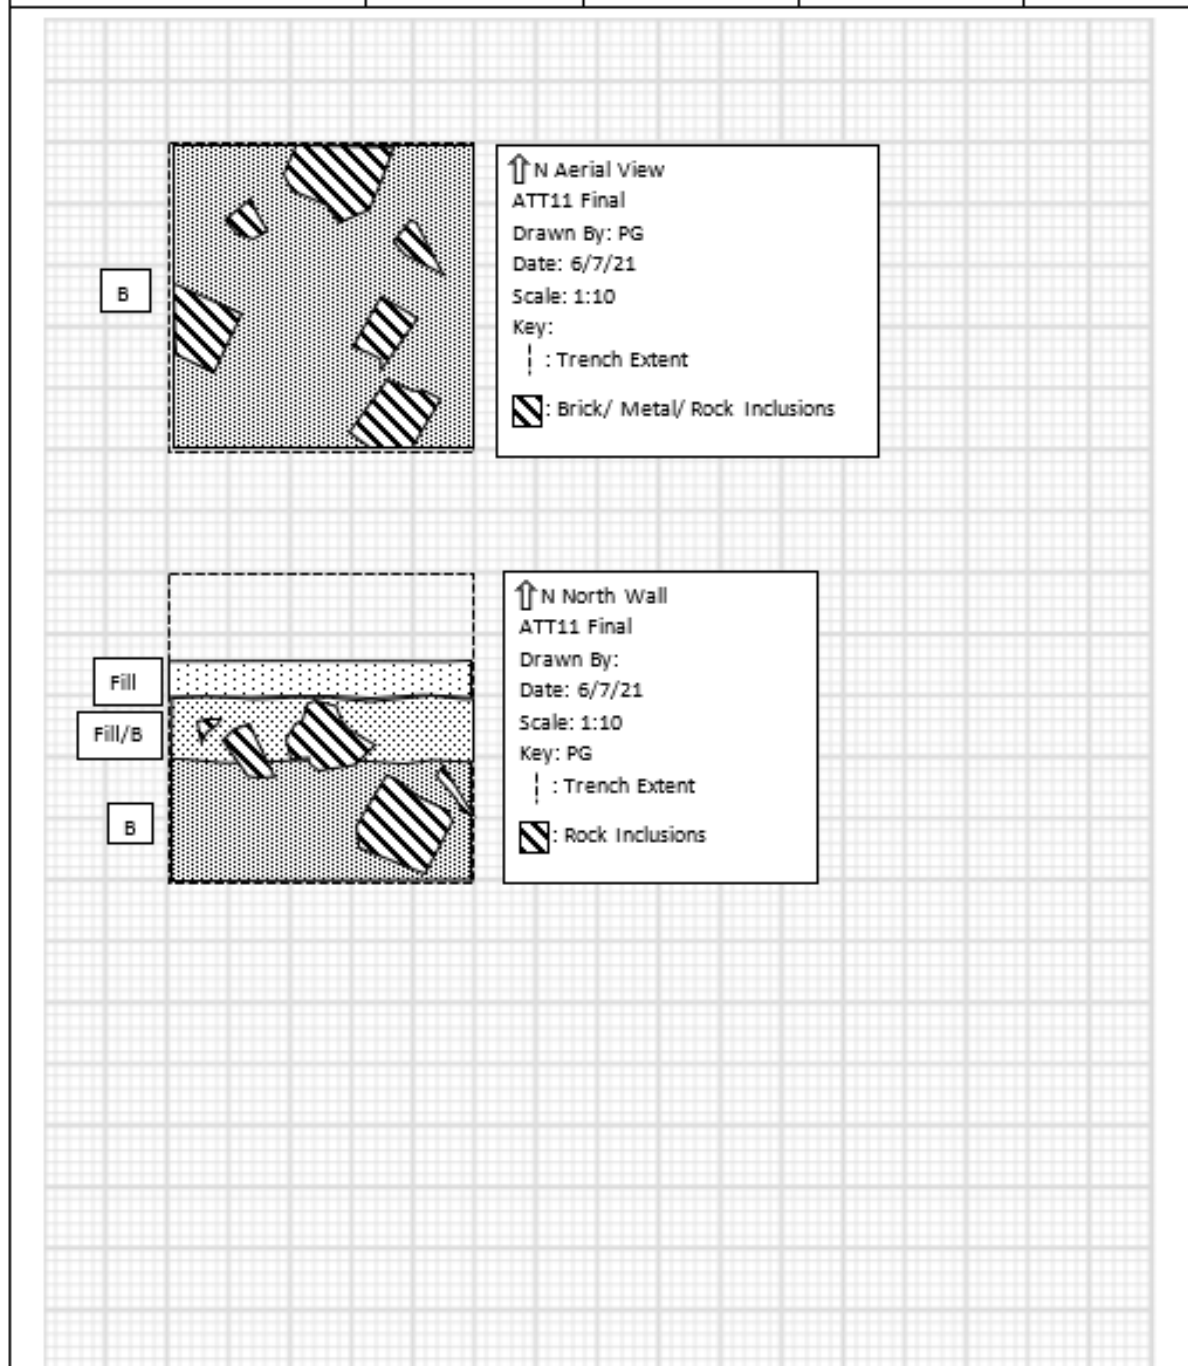 N Aerial View
ATT11 Final
Drawn By: PG
Date: 6/7/21
Scale: 1:10
Key:
: Trench Extent
: Brick/ Metal/ Rock Inclusions
B
N North Wall
ATT11 Final
Drawn By:
Date: 6/7/21
Scale: 1:10
Key: PG
: Trench Extent
: Rock Inclusions
Fill
Fill/B
B